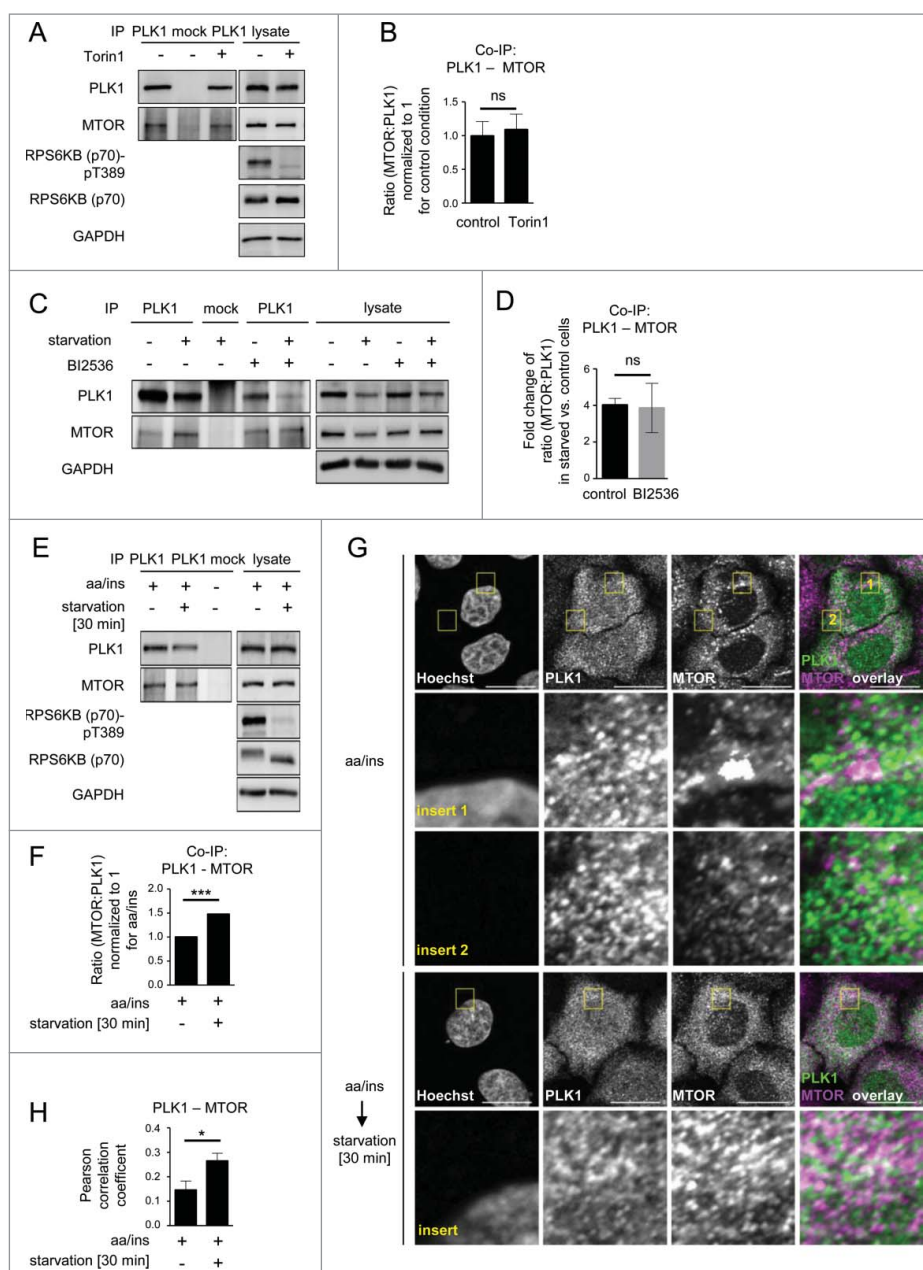 A
IP PLK1 mock PLK1 lysate
Torin1 - - + - +
PLK1
MTOR
RPS6KB (p70)-
pT389
RPS6KB (p70)
GAPDH
B
Co-IP:
PLK1 – MTOR
Ratio (MTOR:PLK1)
normalized to 1
for control condition
ns
1.5
1.0
0.5
0.0
control Torin1
C
IP PLK1 mock PLK1 lysate
starvation - + + - + - + - +
BI2536 - - - + + - - + +
PLK1
MTOR
GAPDH
D
Co-IP:
PLK1 – MTOR
Fold change of
ratio (MTOR:PLK1)
in starved vs. control cells
ns
6
4
2
0
control BI2536
E
IP PLK1 PLK1 mock lysate
aa/ins + + - + +
starvation
[30 min] - + - - +
PLK1
MTOR
RPS6KB (p70)-
pT389
RPS6KB (p70)
GAPDH
F
Co-IP:
PLK1 - MTOR
Ratio (MTOR:PLK1)
normalized to 1
for aa/ins
***
2.0
1.5
1.0
0.5
0.0
aa/ins + +
starvation [30 min] - +
H
PLK1 – MTOR
Pearson
correlation
coefficent
*
0.4
0.3
0.2
0.1
0.0
aa/ins + +
starvation [30 min] - +
G
aa/ins
1
2
Hoechst
PLK1
MTOR
PLK1
MTOR overlay
insert 1
insert 2
aa/ins
starvation
[30 min]
Hoechst
PLK1
MTOR
PLK1
MTOR overlay
insert